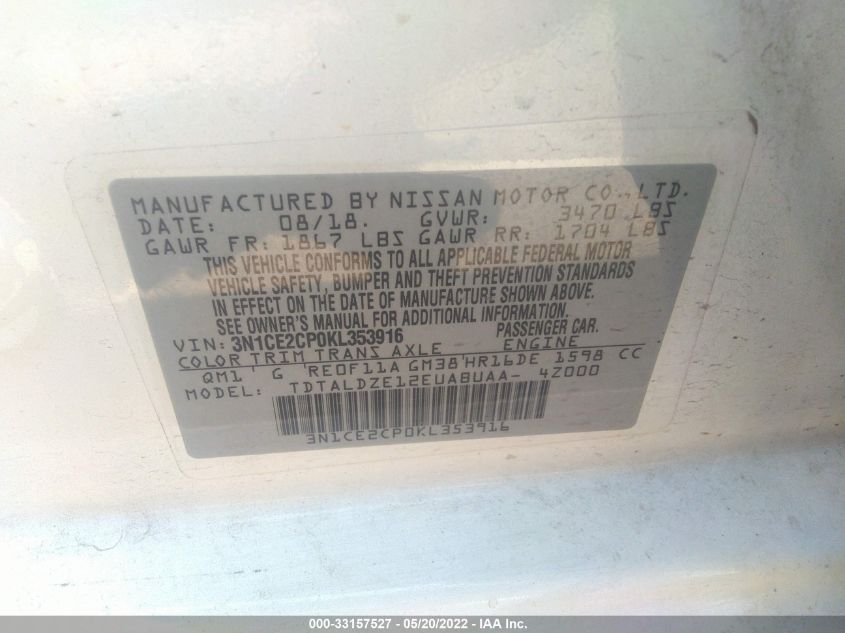 MANUFACTURED BY NISSAN MOTOR CO., LTD.
DATE: 08/18. GVWR: 3470 LBS
GAWR FR: 1867 LBS GAWR RR: 1704 LBS
THIS VEHICLE CONFORMS TO ALL APPLICABLE FEDERAL MOTOR
VEHICLE SAFETY, BUMPER AND THEFT PREVENTION STANDARDS
IN EFFECT ON THE DATE OF MANUFACTURE SHOWN ABOVE.
SEE OWNER'S MANUAL FOR ADDITIONAL INFORMATION.
VIN: 3N1CE2CP0KL353916 PASSENGER CAR.
COLOR TRIM TRANS AXLE ENGINE
QM1 G RE0F11A GM38 HR16DE 1598 CC
MODEL: TDTALDZE12EUABUAA- 4Z000
3N1CE2CP0KL353916
000-33157527 - 05/20/2022 - IAA Inc.